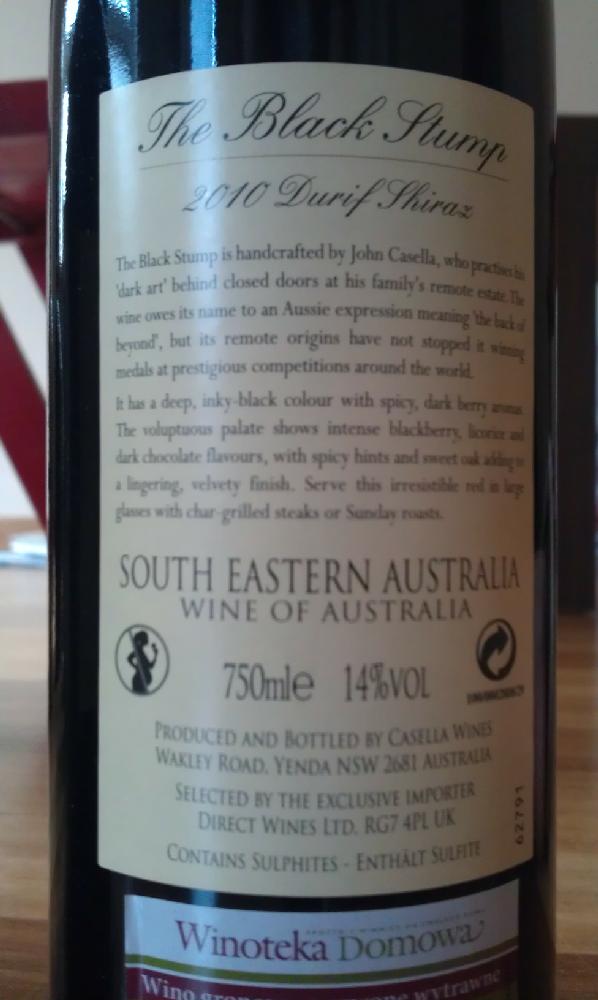 The Black Stump
2010 Durif Shiraz
The Black Stump is handcrafted by John Casella, who practises his
'dark art' behind closed doors at his family's remote estate. The
wine owes its name to an Aussie expression meaning 'the back of
beyond', but its remote origins have not stopped it winning
medals at prestigious competitions around the world.
It has a deep, inky-black colour with spicy, dark berry aromas.
The voluptuous palate shows intense blackberry, licorice and
dark chocolate flavours, with spicy hints and sweet oak adding to
a lingering, velvety finish. Serve this irresistible red in large
glasses with char-grilled steaks or Sunday roasts.
SOUTH EASTERN AUSTRALIA
WINE OF AUSTRALIA
750ml e 14%VOL
PRODUCED AND BOTTLED BY CASELLA WINES
WAKLEY ROAD, YENDA NSW 2681 AUSTRALIA
SELECTED BY THE EXCLUSIVE IMPORTER
DIRECT WINES LTD. RG7 4PL UK
62791
CONTAINS SULPHITES - ENTHÄLT SULFITE
Winoteka Domowa
Wino wytrawne